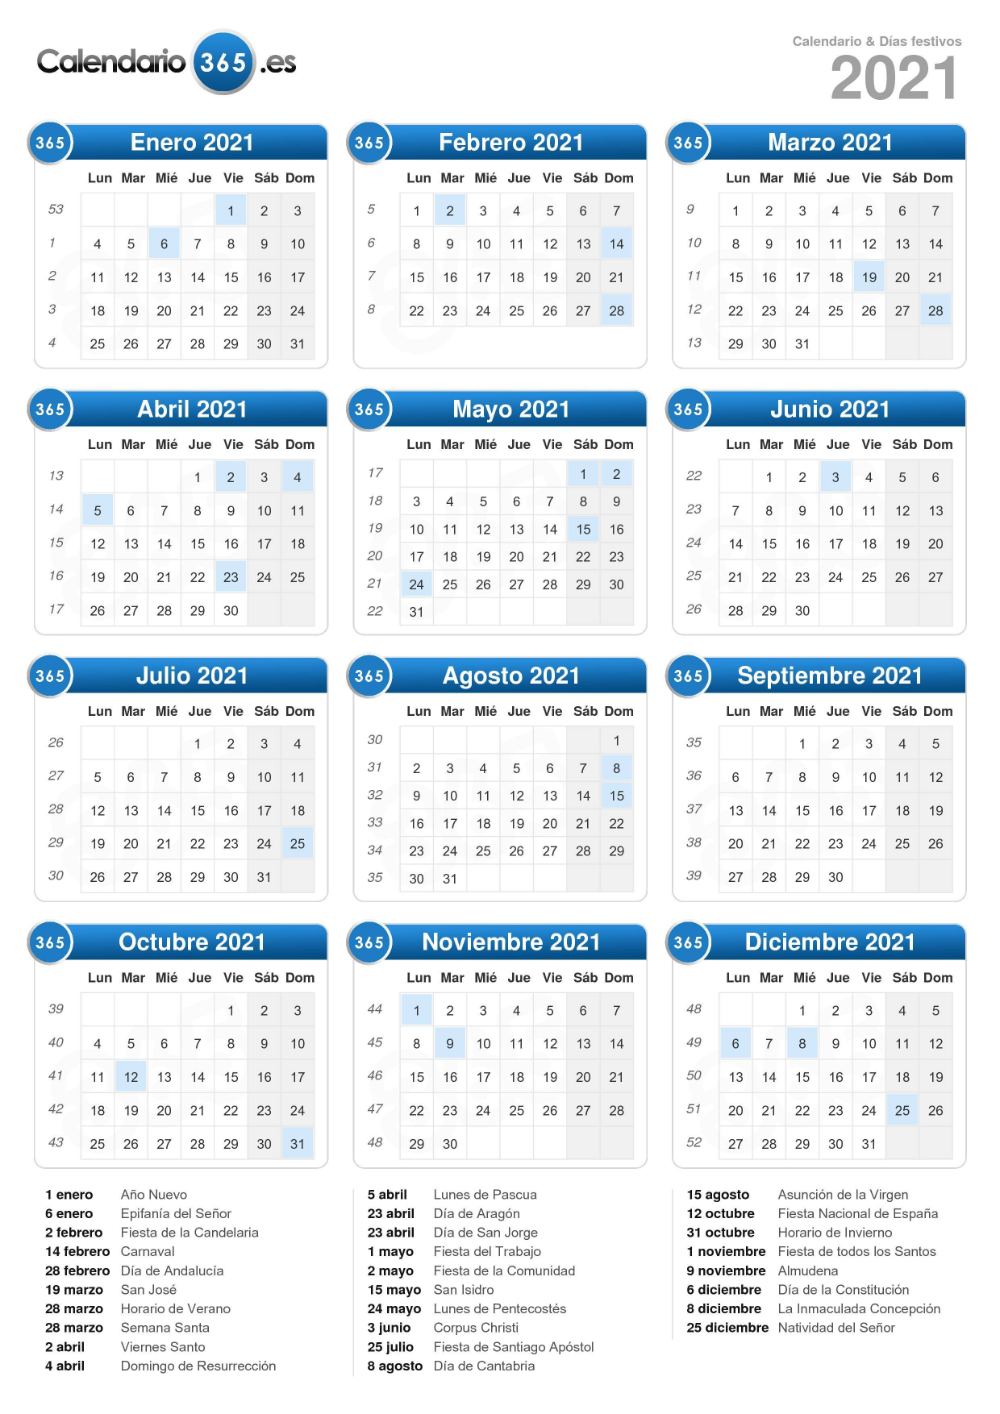 Calendario 365 .es
Calendario & Días festivos
2021
365 Enero 2021
Lun Mar Mié Jue Vie Sáb Dom
53 1 2 3
1 4 5 6 7 8 9 10
2 11 12 13 14 15 16 17
3 18 19 20 21 22 23 24
4 25 26 27 28 29 30 31
365 Febrero 2021
Lun Mar Mié Jue Vie Sáb Dom
5 1 2 3 4 5 6 7
6 8 9 10 11 12 13 14
7 15 16 17 18 19 20 21
8 22 23 24 25 26 27 28
365 Marzo 2021
Lun Mar Mié Jue Vie Sáb Dom
9 1 2 3 4 5 6 7
10 8 9 10 11 12 13 14
11 15 16 17 18 19 20 21
12 22 23 24 25 26 27 28
13 29 30 31
365 Abril 2021
Lun Mar Mié Jue Vie Sáb Dom
13 1 2 3 4
14 5 6 7 8 9 10 11
15 12 13 14 15 16 17 18
16 19 20 21 22 23 24 25
17 26 27 28 29 30
365 Mayo 2021
Lun Mar Mié Jue Vie Sáb Dom
17 1 2
18 3 4 5 6 7 8 9
19 10 11 12 13 14 15 16
20 17 18 19 20 21 22 23
21 24 25 26 27 28 29 30
22 31
365 Junio 2021
Lun Mar Mié Jue Vie Sáb Dom
22 1 2 3 4 5 6
23 7 8 9 10 11 12 13
24 14 15 16 17 18 19 20
25 21 22 23 24 25 26 27
26 28 29 30
365 Julio 2021
Lun Mar Mié Jue Vie Sáb Dom
26 1 2 3 4
27 5 6 7 8 9 10 11
28 12 13 14 15 16 17 18
29 19 20 21 22 23 24 25
30 26 27 28 29 30 31
365 Agosto 2021
Lun Mar Mié Jue Vie Sáb Dom
30 1
31 2 3 4 5 6 7 8
32 9 10 11 12 13 14 15
33 16 17 18 19 20 21 22
34 23 24 25 26 27 28 29
35 30 31
365 Septiembre 2021
Lun Mar Mié Jue Vie Sáb Dom
35 1 2 3 4 5
36 6 7 8 9 10 11 12
37 13 14 15 16 17 18 19
38 20 21 22 23 24 25 26
39 27 28 29 30
365 Octubre 2021
Lun Mar Mié Jue Vie Sáb Dom
39 1 2 3
40 4 5 6 7 8 9 10
41 11 12 13 14 15 16 17
42 18 19 20 21 22 23 24
43 25 26 27 28 29 30 31
365 Noviembre 2021
Lun Mar Mié Jue Vie Sáb Dom
44 1 2 3 4 5 6 7
45 8 9 10 11 12 13 14
46 15 16 17 18 19 20 21
47 22 23 24 25 26 27 28
48 29 30
365 Diciembre 2021
Lun Mar Mié Jue Vie Sáb Dom
48 1 2 3 4 5
49 6 7 8 9 10 11 12
50 13 14 15 16 17 18 19
51 20 21 22 23 24 25 26
52 27 28 29 30 31
1 enero Año Nuevo
6 enero Epifanía del Señor
2 febrero Fiesta de la Candelaria
14 febrero Carnaval
28 febrero Día de Andalucía
19 marzo San José
28 marzo Horario de Verano
28 marzo Semana Santa
2 abril Viernes Santo
4 abril Domingo de Resurrección
5 abril Lunes de Pascua
23 abril Día de Aragón
23 abril Día de San Jorge
1 mayo Fiesta del Trabajo
2 mayo Fiesta de la Comunidad
15 mayo San Isidro
24 mayo Lunes de Pentecostés
3 junio Corpus Christi
25 julio Fiesta de Santiago Apóstol
8 agosto Día de Cantabria
15 agosto Asunción de la Virgen
12 octubre Fiesta Nacional de España
31 octubre Horario de Invierno
1 noviembre Fiesta de todos los Santos
9 noviembre Almudena
6 diciembre Día de la Constitución
8 diciembre La Inmaculada Concepción
25 diciembre Natividad del Señor